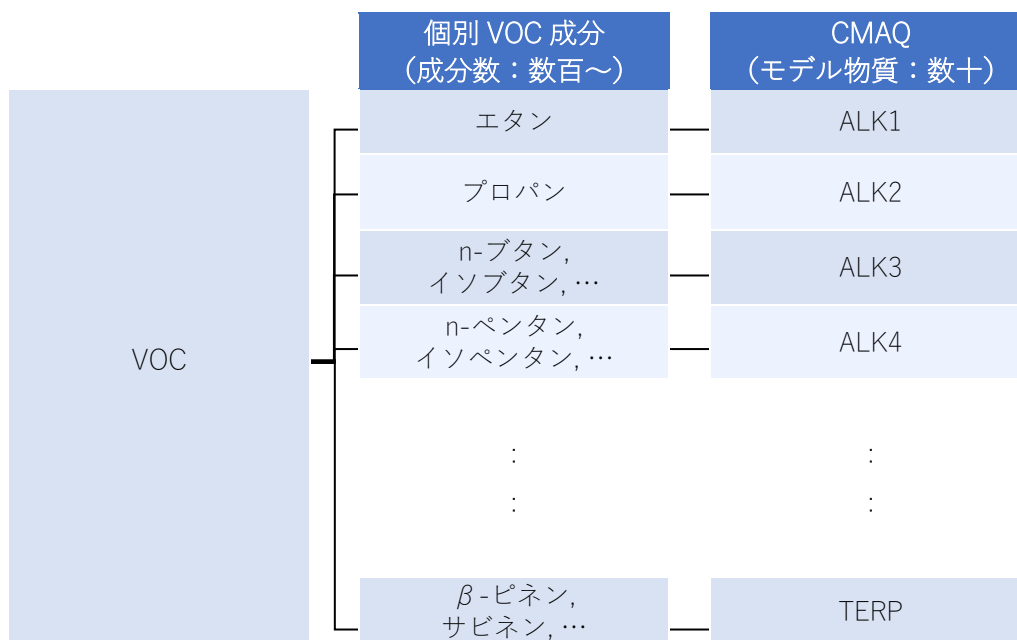 個別 VOC 成分
(成分数：数百～)
CMAQ
(モデル物質：数十)
VOC
エタン
ALK1
プロパン
ALK2
n-ブタン,
イソブタン, …
ALK3
n-ペンタン,
イソペンタン, …
ALK4
:
:
:
:
β-ピネン,
サビネン, …
TERP